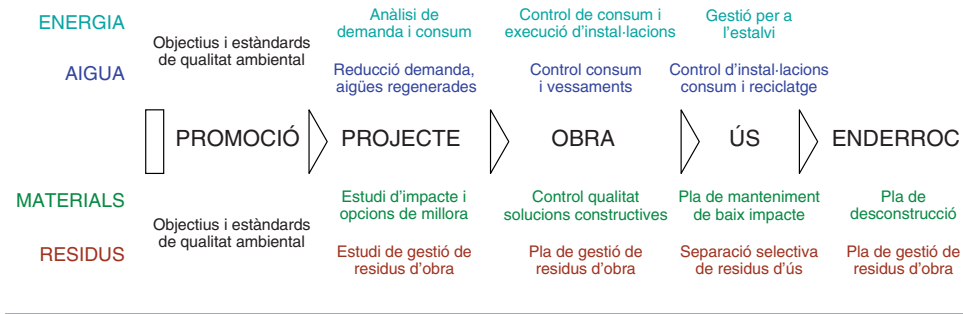 ENERGIA
Anàlisi de
demanda i consum
Control de consum i
execució d'instal·lacions
Gestió per a
l'estalvi
Objectius i estàndards
de qualitat ambiental
AIGUA
Reducció demanda,
aigües regenerades
Control consum
i vessaments
Control d'instal·lacions
consum i reciclatge
PROMOCIÓ
PROJECTE
OBRA
ÚS
ENDERROC
MATERIALS
Estudi d'impacte i
opcions de millora
Control qualitat
solucions constructives
Pla de manteniment
de baix impacte
Pla de
desconstrucció
Objectius i estàndards
de qualitat ambiental
RESIDUS
Estudi de gestió de
residus d'obra
Pla de gestió de
residus d'obra
Separació selectiva
de residus d'ús
Pla de gestió de
residus d'obra